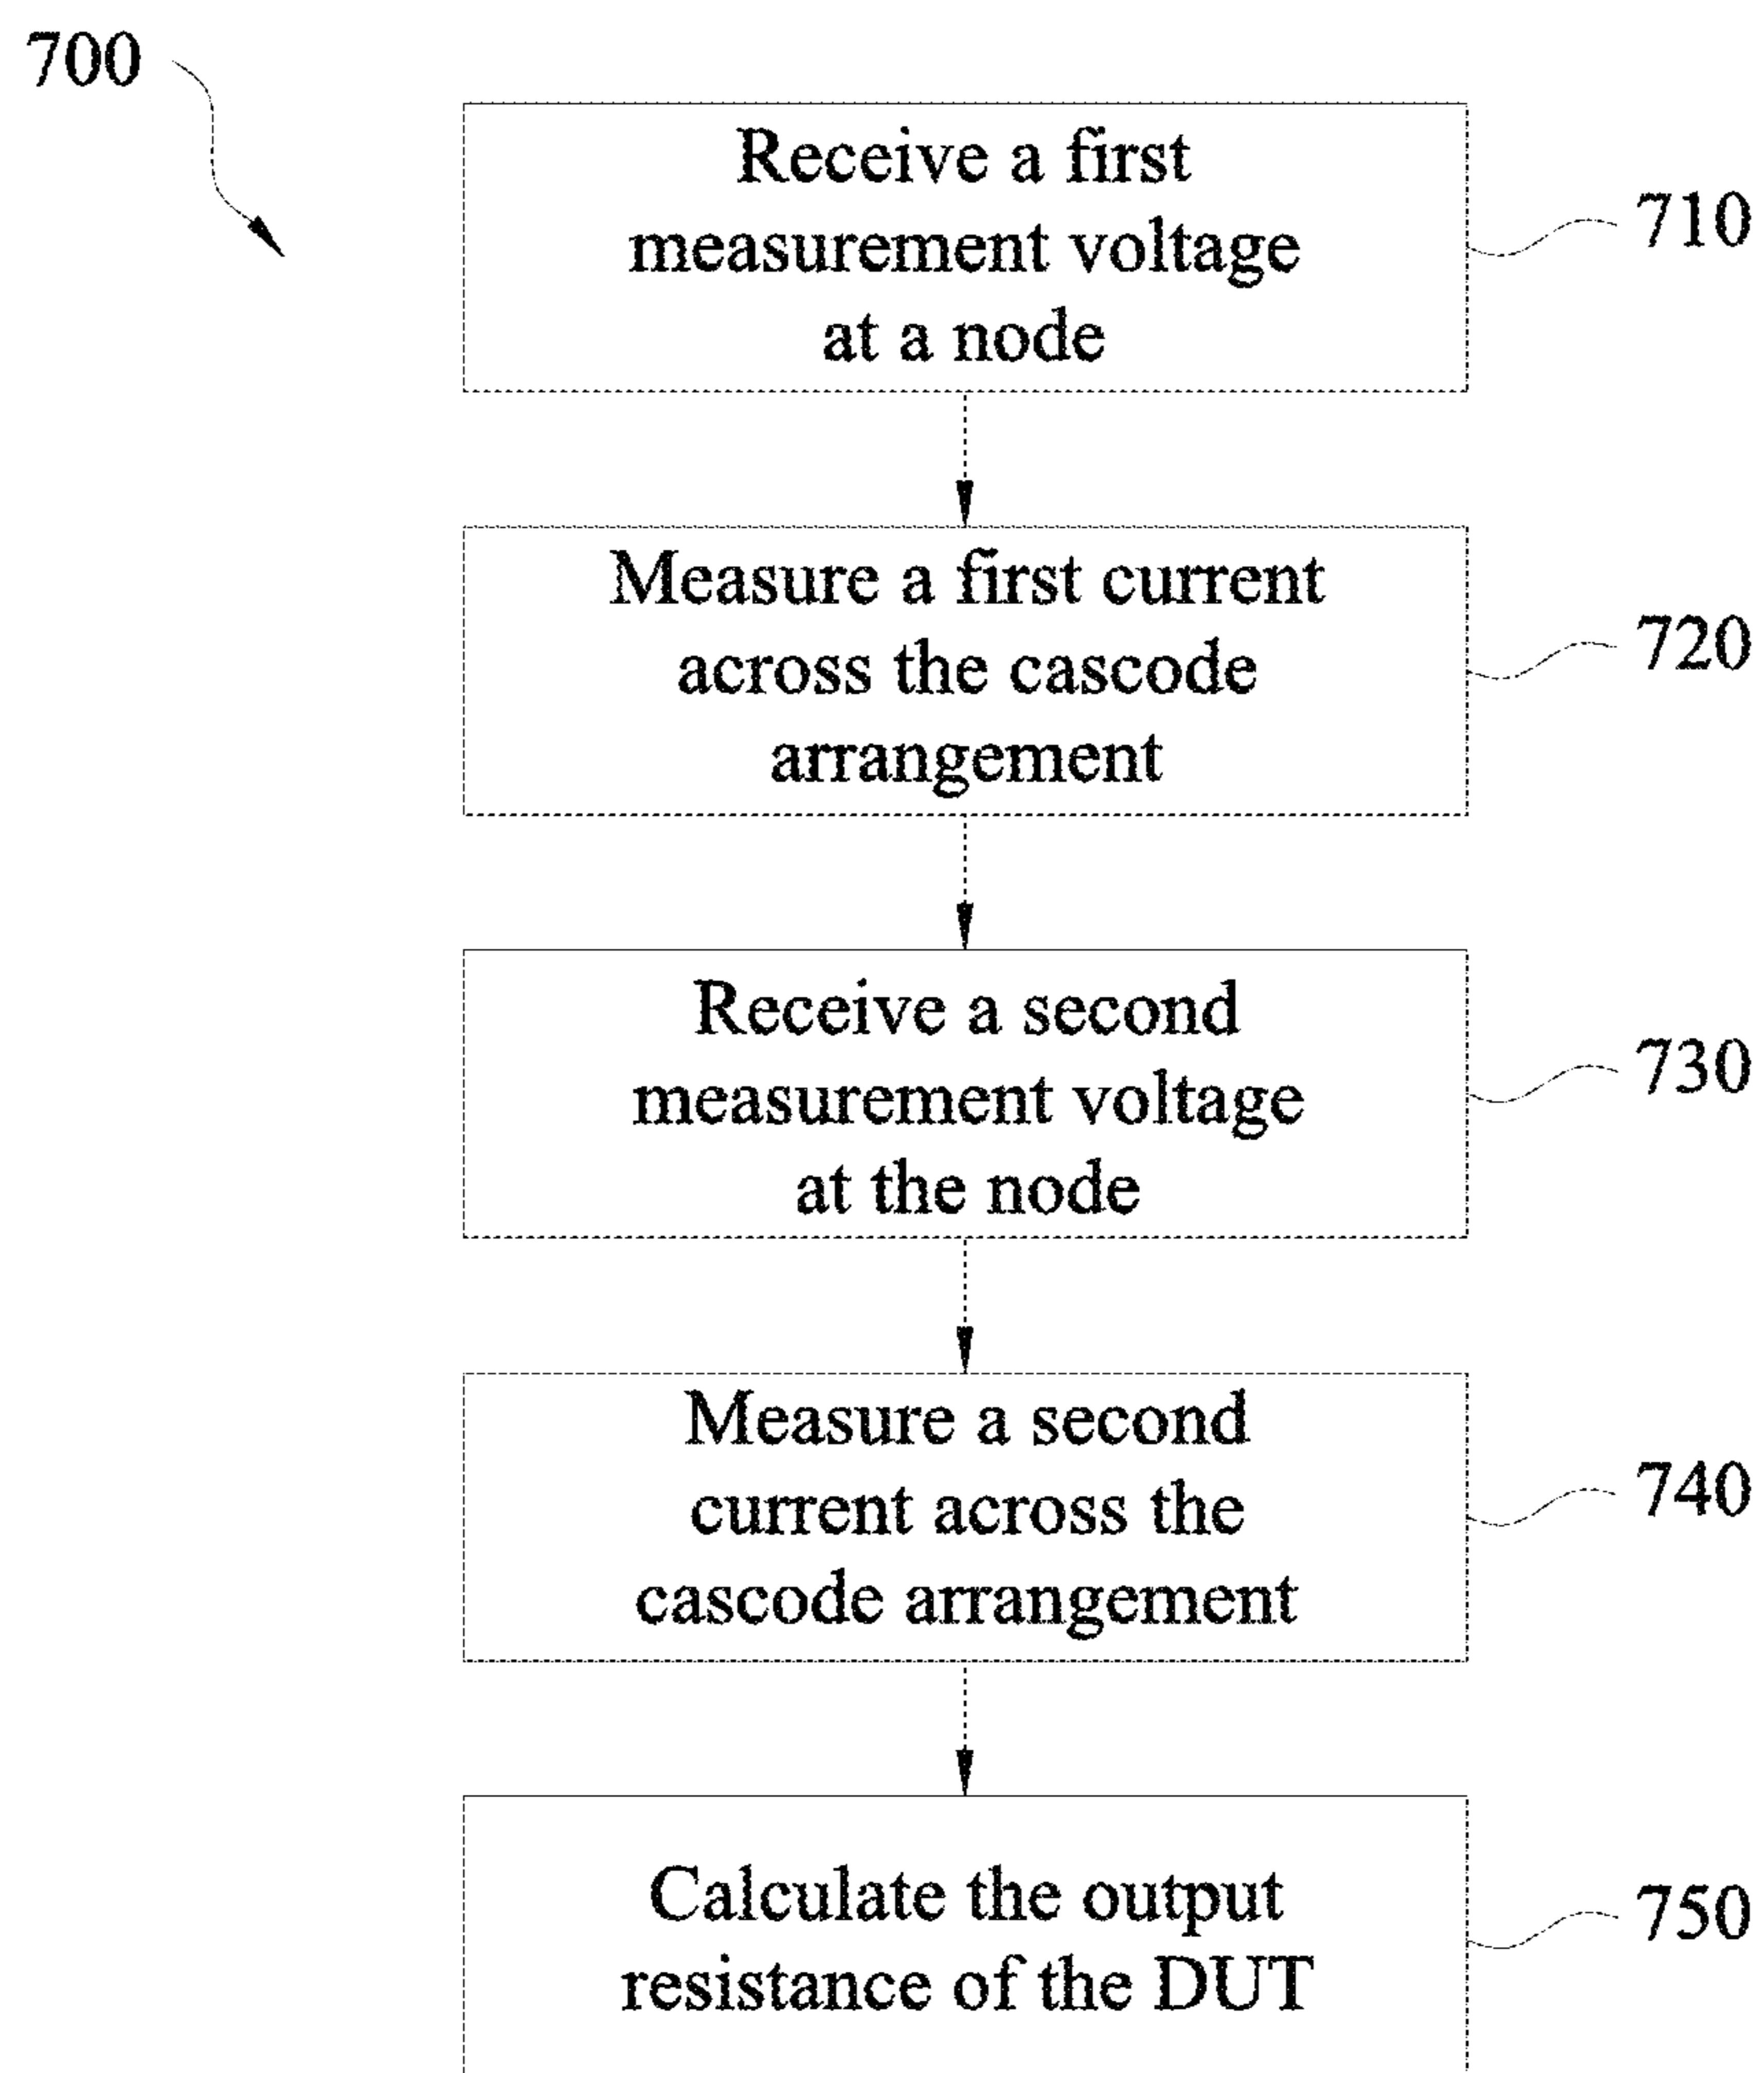 700
Receive a first
measurement voltage
at a node
710
Measure a first current
across the cascode
arrangement
720
Receive a second
measurement voltage
at the node
730
Measure a second
current across the
cascode arrangement
740
Calculate the output
resistance of the DUT
750